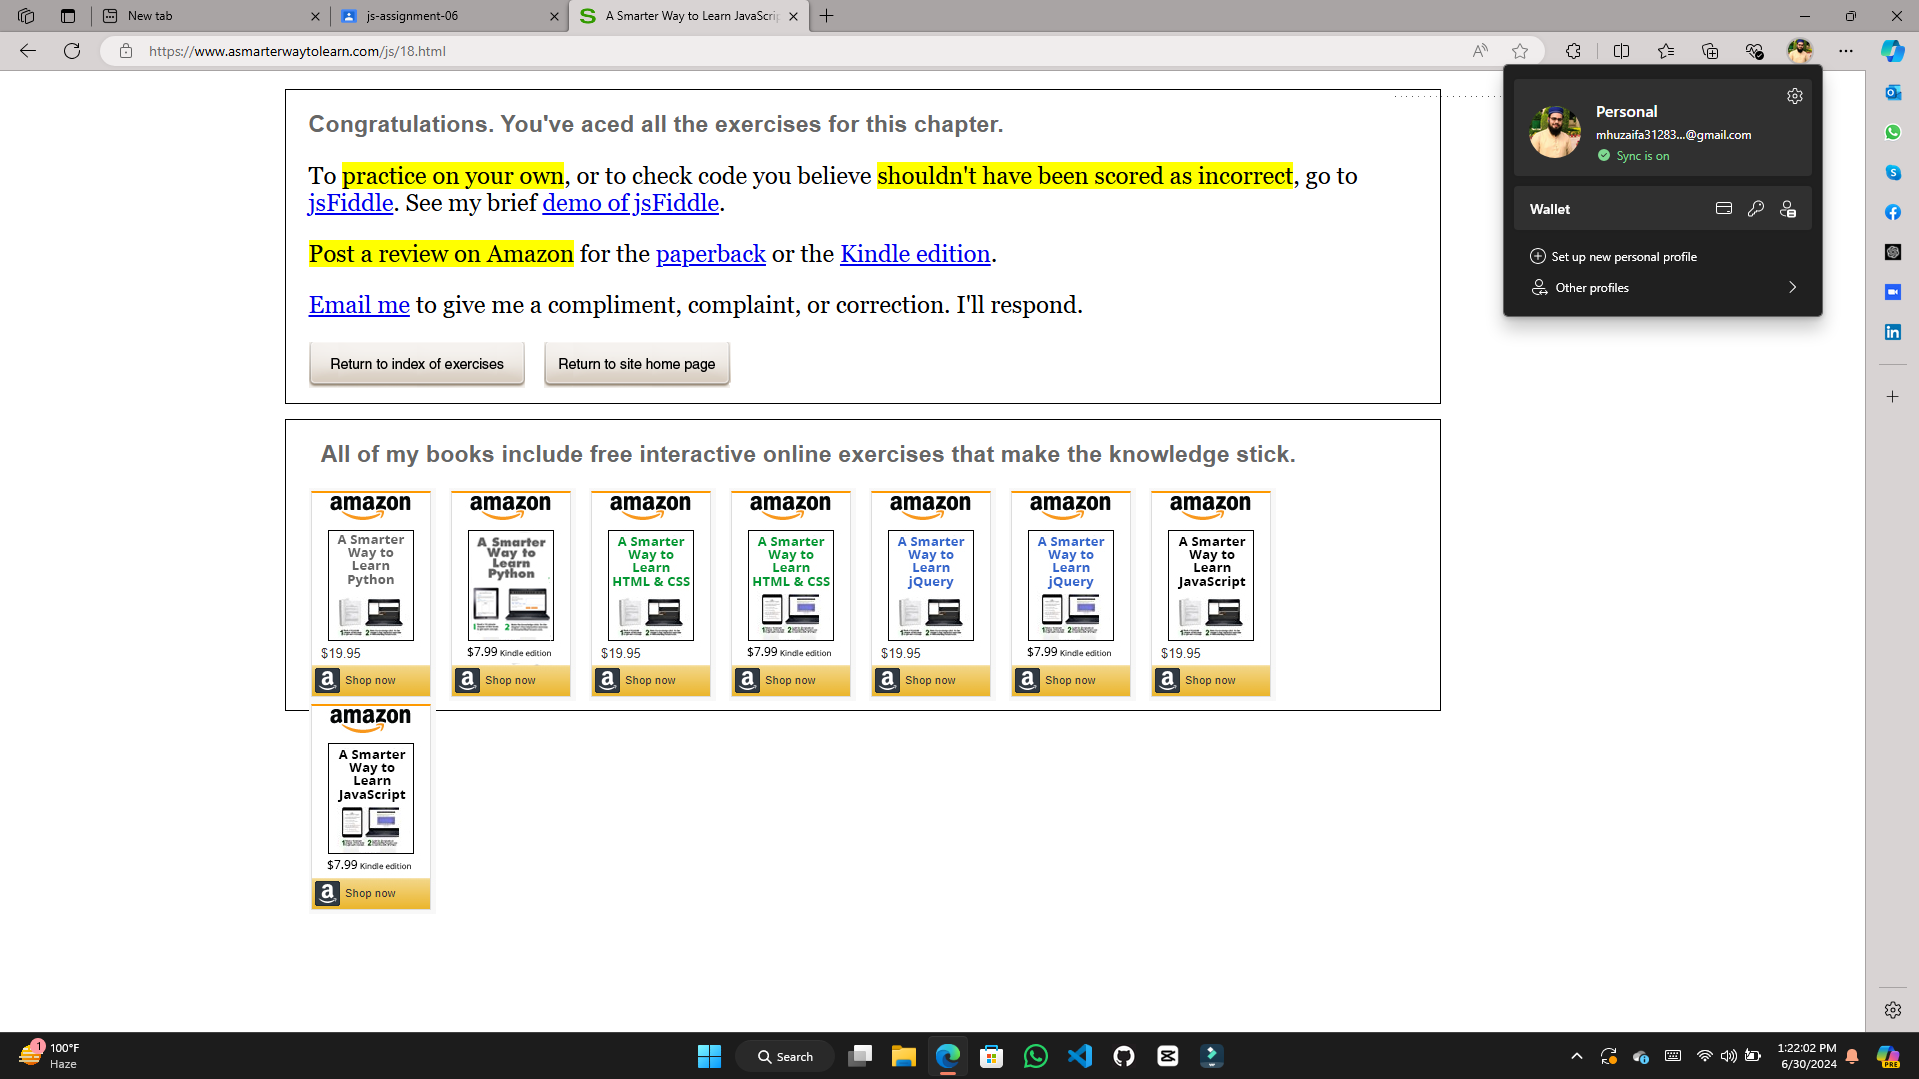 New tab
js-assignment-06
A Smarter Way to Learn JavaScri
https://www.asmarterwaytolearn.com/js/18.html
Personal
mhuzaifa31283...@gmail.com
Sync is on
Wallet
Set up new personal profile
Other profiles
Congratulations. You've aced all the exercises for this chapter.
To practice on your own, or to check code you believe shouldn't have been scored as incorrect, go to
jsFiddle. See my brief demo of jsFiddle.
Post a review on Amazon for the paperback or the Kindle edition.
Email me to give me a compliment, complaint, or correction. I'll respond.
Return to index of exercises Return to site home page
All of my books include free interactive online exercises that make the knowledge stick.
amazon
A Smarter
Way to
Learn
Python
$19.95
Shop now
amazon
A Smarter
Way to
Learn
Python
$7.99 Kindle edition
Shop now
amazon
A Smarter
Way to
Learn
HTML & CSS
$19.95
Shop now
amazon
A Smarter
Way to
Learn
HTML & CSS
$7.99 Kindle edition
Shop now
amazon
A Smarter
Way to
Learn
jQuery
$19.95
Shop now
amazon
A Smarter
Way to
Learn
jQuery
$7.99 Kindle edition
Shop now
amazon
A Smarter
Way to
Learn
JavaScript
$19.95
Shop now
amazon
A Smarter
Way to
Learn
JavaScript
$7.99 Kindle edition
Shop now
1
100°F
Haze
Search
1:22:02 PM
6/30/2024
PRE